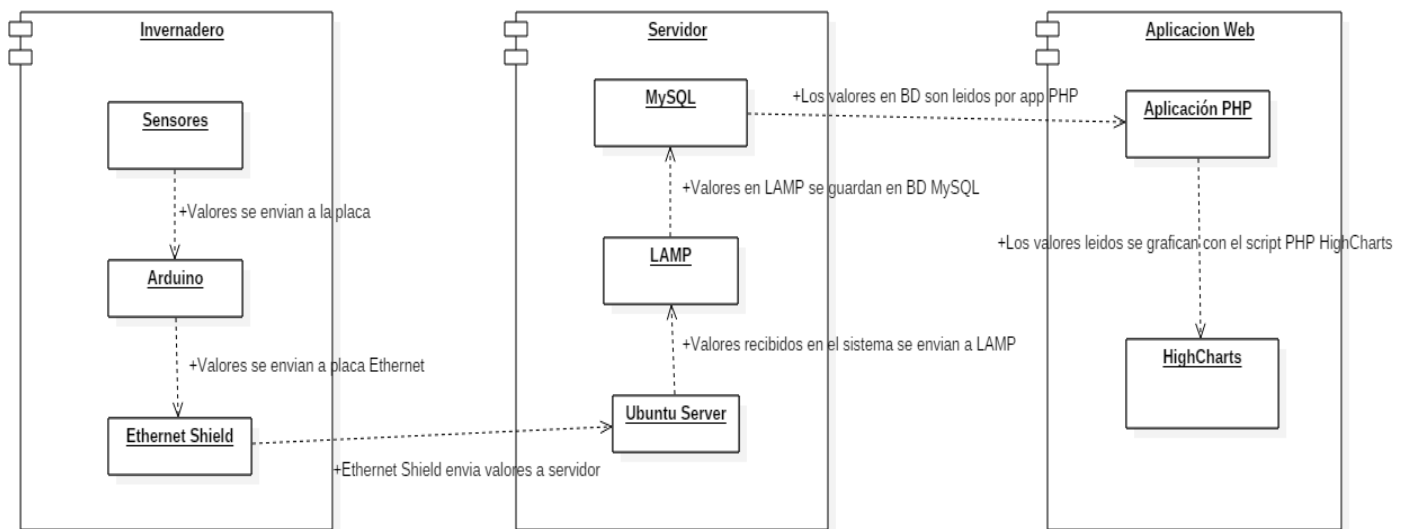 Invernadero
Sensores
+Valores se envian a la placa
Arduino
+Valores se envian a placa Ethernet
Ethernet Shield
+Ethernet Shield envia valores a servidor
Servidor
MySQL
+Los valores en BD son leidos por app PHP
+Valores en LAMP se guardan en BD MySQL
LAMP
+Valores recibidos en el sistema se envian a LAMP
Ubuntu Server
Aplicacion Web
Aplicación PHP
+Los valores leidos se grafican con el script PHP HighCharts
HighCharts